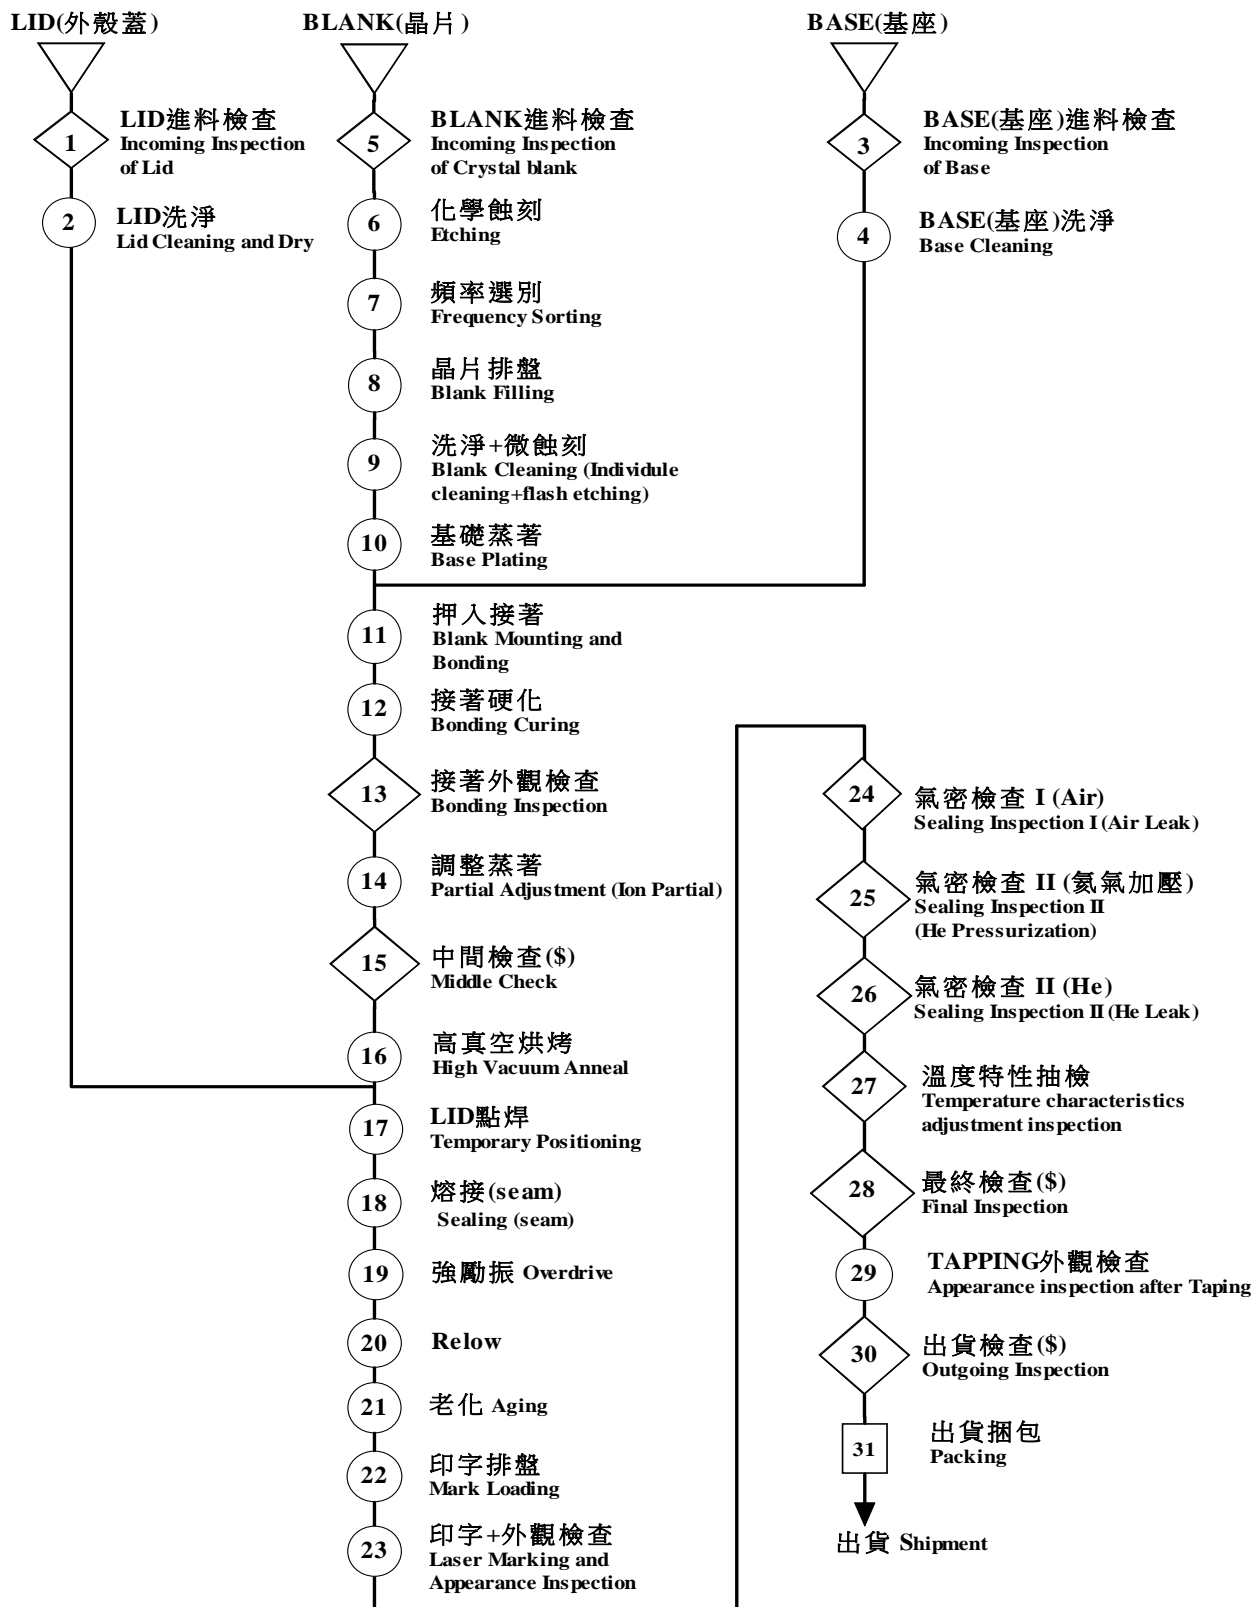 LID(外殼蓋)
BLANK(晶片)
BASE(基座)
1
LID進料檢查
Incoming Inspection
of Lid
2
LID洗淨
Lid Cleaning and Dry
5
BLANK進料檢查
Incoming Inspection
of Crystal blank
6
化學蝕刻
Etching
7
頻率選別
Frequency Sorting
8
晶片排盤
Blank Filling
9
洗淨+微蝕刻
Blank Cleaning (Individule
cleaning+flash etching)
10
基礎蒸著
Base Plating
3
BASE(基座)進料檢查
Incoming Inspection
of Base
4
BASE(基座)洗淨
Base Cleaning
11
押入接著
Blank Mounting and
Bonding
12
接著硬化
Bonding Curing
13
接著外觀檢查
Bonding Inspection
14
調整蒸著
Partial Adjustment (Ion Partial)
15
中間檢查($)
Middle Check
16
高真空烘烤
High Vacuum Anneal
17
LID點焊
Temporary Positioning
18
熔接(seam)
Sealing (seam)
19
強勵振 Overdrive
20
Relow
21
老化 Aging
22
印字排盤
Mark Loading
23
印字+外觀檢查
Laser Marking and
Appearance Inspection
24
氣密檢查 I (Air)
Sealing Inspection I (Air Leak)
25
氣密檢查 II (氦氣加壓)
Sealing Inspection II
(He Pressurization)
26
氣密檢查 II (He)
Sealing Inspection II (He Leak)
27
溫度特性抽檢
Temperature characteristics
adjustment inspection
28
最終檢查($)
Final Inspection
29
TAPPING外觀檢查
Appearance inspection after Taping
30
出貨檢查($)
Outgoing Inspection
31
出貨捆包
Packing
出貨 Shipment